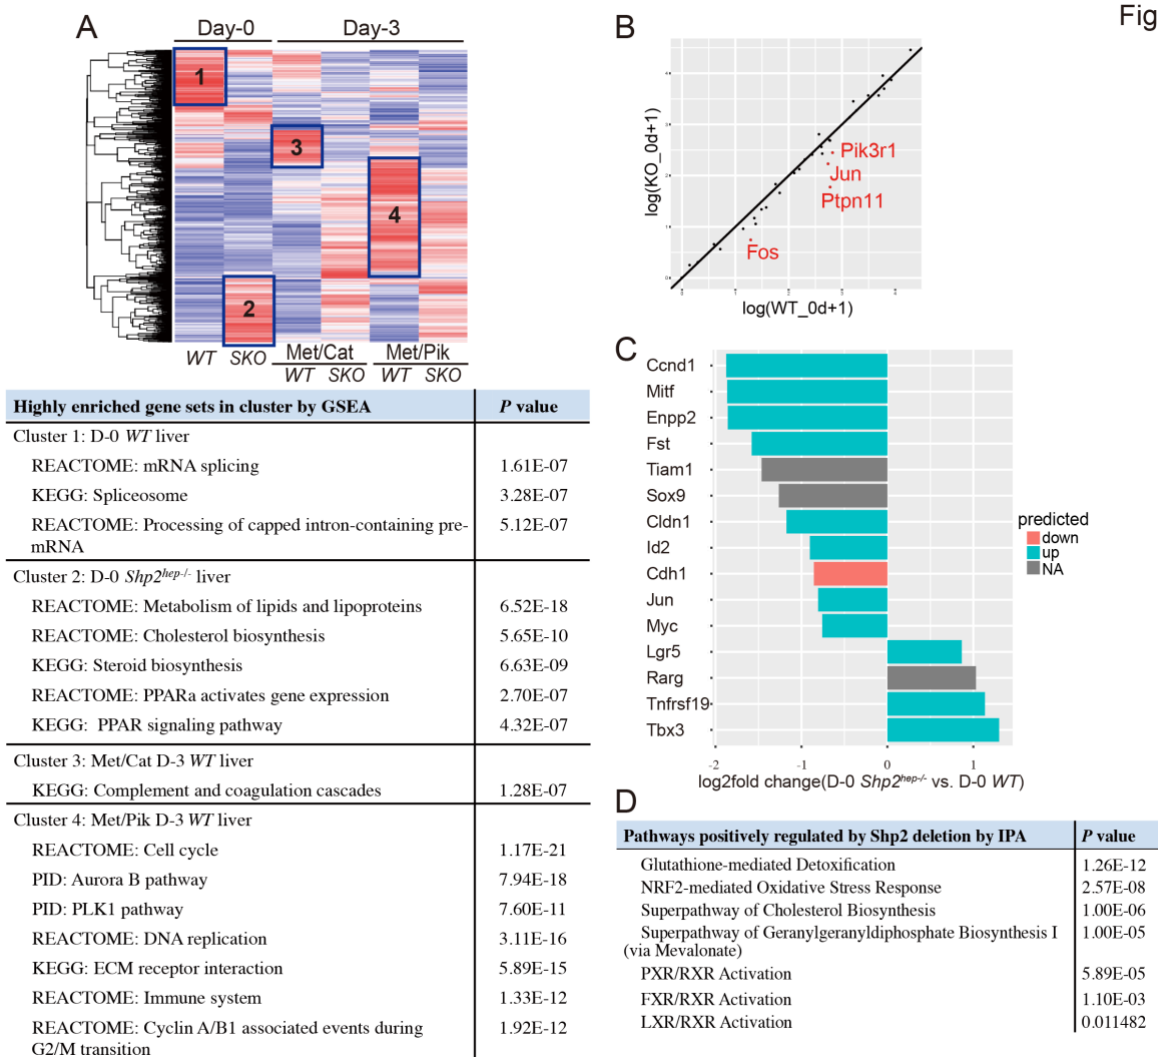 Fig
A
Day-0
Day-3
1
2
3
4
WT
SKO
Met/Cat
Met/Pik
WT SKO
WT SKO
Highly enriched gene sets in cluster by GSEA P value
Cluster 1: D-0 WT liver
REACTOME: mRNA splicing 1.61E-07
KEGG: Spliceosome 3.28E-07
REACTOME: Processing of capped intron-containing pre- 5.12E-07
mRNA
Cluster 2: D-0 Shp2hep-/- liver
REACTOME: Metabolism of lipids and lipoproteins 6.52E-18
REACTOME: Cholesterol biosynthesis 5.65E-10
KEGG: Steroid biosynthesis 6.63E-09
REACTOME: PPARa activates gene expression 2.70E-07
KEGG: PPAR signaling pathway 4.32E-07
Cluster 3: Met/Cat D-3 WT liver
KEGG: Complement and coagulation cascades 1.28E-07
Cluster 4: Met/Pik D-3 WT liver
REACTOME: Cell cycle 1.17E-21
PID: Aurora B pathway 7.94E-18
PID: PLK1 pathway 7.60E-11
REACTOME: DNA replication 3.11E-16
KEGG: ECM receptor interaction 5.89E-15
REACTOME: Immune system 1.33E-12
REACTOME: Cyclin A/B1 associated events during 1.92E-12
G2/M transition
B
log(KO_0d+1)
Pik3r1
Jun
Ptpn11
Fos
log(WT_0d+1)
C
Ccnd1
Mitf
Enpp2
Fst
Tiam1
Sox9
Cldn1
Id2
Cdh1
Jun
Myc
Lgr5
Rarg
Tnfrsf19
Tbx3
predicted
down
up
NA
-2 -1 0 1
log2fold change(D-0 Shp2hep-/- vs. D-0 WT)
D
Pathways positively regulated by Shp2 deletion by IPA P value
Glutathione-mediated Detoxification 1.26E-12
NRF2-mediated Oxidative Stress Response 2.57E-08
Superpathway of Cholesterol Biosynthesis 1.00E-06
Superpathway of Geranylgeranyldiphosphate Biosynthesis I 1.00E-05
(via Mevalonate)
PXR/RXR Activation 5.89E-05
FXR/RXR Activation 1.10E-03
LXR/RXR Activation 0.011482